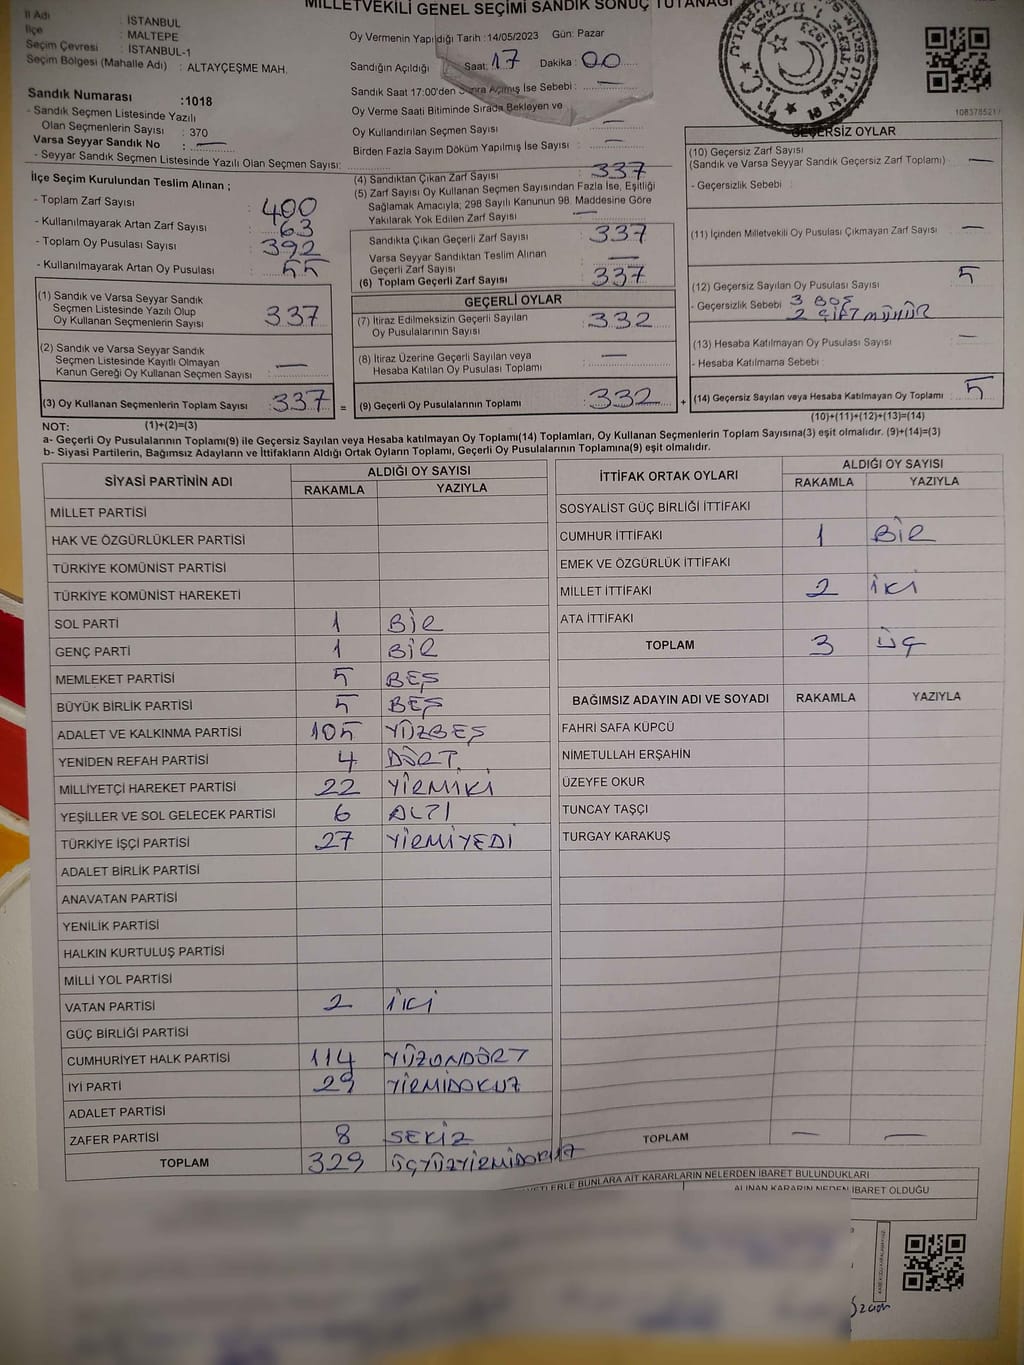 MİLLETVEKİLİ GENEL SEÇİMİ SANDIK SONUÇ TUTANAĞI
İl Adı : İSTANBUL
İlçe : MALTEPE
Seçim Çevresi : İSTANBUL-1
Seçim Bölgesi (Mahalle Adı) : ALTAYÇEŞME MAH.
Sandık Numarası :1018
- Sandık Seçmen Listesinde Yazılı
Olan Seçmenlerin Sayısı : 370
Varsa Seyyar Sandık No : —
- Seyyar Sandık Seçmen Listesinde Yazılı Olan Seçmen Sayısı:
Oy Vermenin Yapıldığı Tarih :14/05/2023 Gün: Pazar
Sandığın Açıldığı Saat: 17 Dakika : 00
Sandık Saat 17:00'den Sonra Açılmış İse Sebebi : —
Oy Verme Saati Bitiminde Sırada Bekleyen ve
Oy Kullandırılan Seçmen Sayısı : —
Birden Fazla Sayım Döküm Yapılmış İse Sayısı : —
108378521
İlçe Seçim Kurulundan Teslim Alınan ;
- Toplam Zarf Sayısı : 400
- Kullanılmayarak Artan Zarf Sayısı : 63
- Toplam Oy Pusulası Sayısı : 392
- Kullanılmayarak Artan Oy Pusulası : 55
(1) Sandık ve Varsa Seyyar Sandık
Seçmen Listesinde Yazılı Olup
Oy Kullanan Seçmenlerin Sayısı : 337
(2) Sandık ve Varsa Seyyar Sandık
Seçmen Listesinde Kayıtlı Olmayan
Kanun Gereği Oy Kullanan Seçmen Sayısı : —
(3) Oy Kullanan Seçmenlerin Toplam Sayısı : 337 =
(1)+(2)=(3)
(4) Sandıktan Çıkan Zarf Sayısı : 337
(5) Zarf Sayısı Oy Kullanan Seçmen Sayısından Fazla İse, Eşitliği
Sağlamak Amacıyla; 298 Sayılı Kanunun 98. Maddesine Göre
Yakılarak Yok Edilen Zarf Sayısı : —
Sandıkta Çıkan Geçerli Zarf Sayısı : 337
Varsa Seyyar Sandıktan Teslim Alınan
Geçerli Zarf Sayısı : —
(6) Toplam Geçerli Zarf Sayısı : 337
GEÇERLİ OYLAR
(7) İtiraz Edilmeksizin Geçerli Sayılan
Oy Pusulalarının Sayısı : 332
(8) İtiraz Üzerine Geçerli Sayılan veya
Hesaba Katılan Oy Pusulası Toplamı : —
(9) Geçerli Oy Pusulalarının Toplamı : 332 +
GEÇERSİZ OYLAR
(10) Geçersiz Zarf Sayısı
(Sandık ve Varsa Seyyar Sandık Geçersiz Zarf Toplamı) : —
- Geçersizlik Sebebi :
(11) İçinden Milletvekili Oy Pusulası Çıkmayan Zarf Sayısı : —
(12) Geçersiz Sayılan Oy Pusulası Sayısı : 5
- Geçersizlik Sebebi : 3 BOŞ
2 ÇİFT MÜHÜR
(13) Hesaba Katılmayan Oy Pusulası Sayısı : —
- Hesaba Katılmama Sebebi :
(14) Geçersiz Sayılan veya Hesaba Katılmayan Oy Toplamı : 5
(10)+(11)+(12)+(13)=(14)
NOT:
a- Geçerli Oy Pusulalarının Toplamı(9) ile Geçersiz Sayılan veya Hesaba katılmayan Oy Toplamı(14) Toplamları, Oy Kullanan Seçmenlerin Toplam Sayısına(3) eşit olmalıdır. (9)+(14)=(3)
b- Siyasi Partilerin, Bağımsız Adayların ve İttifakların Aldığı Ortak Oyların Toplamı, Geçerli Oy Pusulalarının Toplamına(9) eşit olmalıdır.
SİYASİ PARTİNİN ADI ALDIĞI OY SAYISI
RAKAMLA YAZIYLA
MİLLET PARTİSİ
HAK VE ÖZGÜRLÜKLER PARTİSİ
TÜRKİYE KOMÜNİST PARTİSİ
TÜRKİYE KOMÜNİST HAREKETİ
SOL PARTİ 1 BİR
GENÇ PARTİ 1 BİR
MEMLEKET PARTİSİ 5 BEŞ
BÜYÜK BİRLİK PARTİSİ 5 BEŞ
ADALET VE KALKINMA PARTİSİ 105 YÜZBEŞ
YENİDEN REFAH PARTİSİ 4 DÖRT
MİLLİYETÇİ HAREKET PARTİSİ 22 YİRMİKİ
YEŞİLLER VE SOL GELECEK PARTİSİ 6 ALTI
TÜRKİYE İŞÇİ PARTİSİ 27 YİRMİYEDİ
ADALET BİRLİK PARTİSİ
ANAVATAN PARTİSİ
YENİLİK PARTİSİ
HALKIN KURTULUŞ PARTİSİ
MİLLİ YOL PARTİSİ
VATAN PARTİSİ 2 İKİ
GÜÇ BİRLİĞİ PARTİSİ
CUMHURİYET HALK PARTİSİ 114 YÜZONDÖRT
İYİ PARTİ 29 YİRMİDOKUZ
ADALET PARTİSİ
ZAFER PARTİSİ 8 SEKİZ
TOPLAM 329 ÜÇYÜZYİRMİDOKUZ
İTTİFAK ORTAK OYLARI ALDIĞI OY SAYISI
RAKAMLA YAZIYLA
SOSYALİST GÜÇ BİRLİĞİ İTTİFAKI
CUMHUR İTTİFAKI 1 BİR
EMEK VE ÖZGÜRLÜK İTTİFAKI
MİLLET İTTİFAKI 2 İKİ
ATA İTTİFAKI
TOPLAM 3 ÜÇ
BAĞIMSIZ ADAYIN ADI VE SOYADI RAKAMLA YAZIYLA
FAHRİ SAFA KÜPCÜ
NİMETULLAH ERŞAHİN
ÜZEYFE OKUR
TUNCAY TAŞÇI
TURGAY KARAKUŞ
TOPLAM — —
BUNLARA AİT KARARLARIN NELERDEN İBARET BULUNDUKLARI
ALINAN KARARIN NEDEN İBARET OLDUĞU